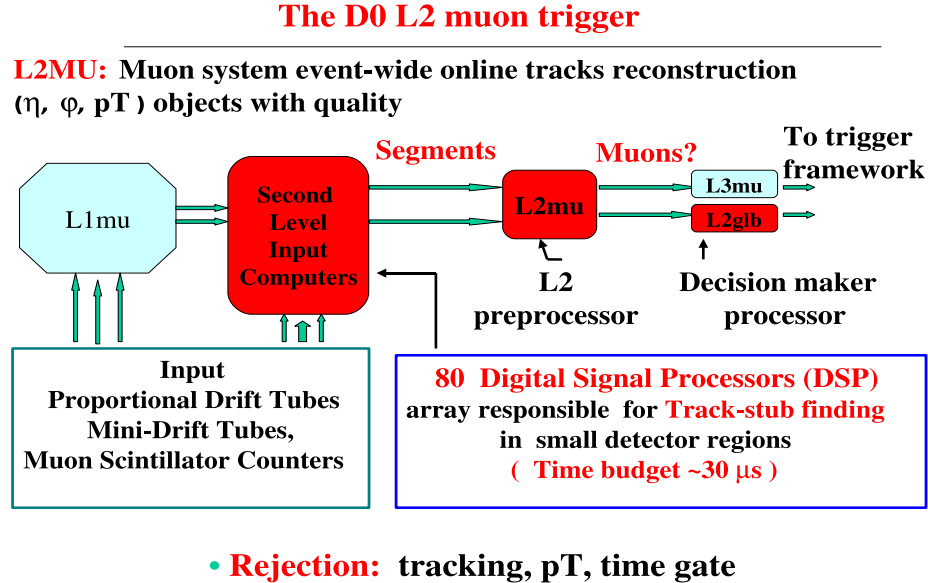 The D0 L2 muon trigger
L2MU: Muon system event-wide online tracks reconstruction
(η, φ, pT ) objects with quality
Segments
Muons?
To trigger
framework
L1mu
Second
Level
Input
Computers
L2mu
L3mu
L2glb
L2
preprocessor
Decision maker
processor
Input
Proportional Drift Tubes
Mini-Drift Tubes,
Muon Scintillator Counters
80 Digital Signal Processors (DSP)
array responsible for Track-stub finding
in small detector regions
( Time budget ~30 μs )
• Rejection: tracking, pT, time gate